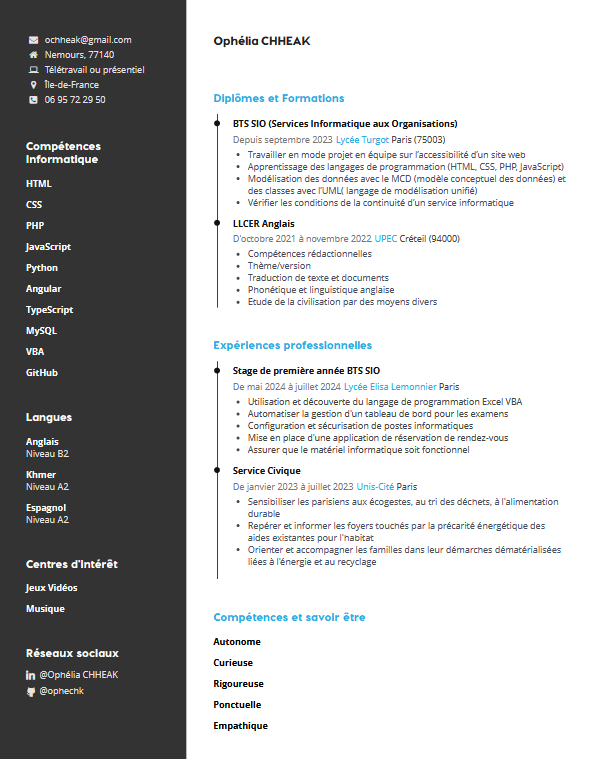 ochheak@gmail.com
Nemours, 77140
Télétravail ou présentiel
Île-de-France
06 95 72 29 50
Compétences
Informatique
HTML
CSS
PHP
JavaScript
Python
Angular
TypeScript
MySQL
VBA
GitHub
Langues
Anglais
Niveau B2
Khmer
Niveau A2
Espagnol
Niveau A2
Centres d'Intérêt
Jeux Vidéos
Musique
Réseaux sociaux
@Ophélia CHHEAK
@ophechk
Ophélia CHHEAK
Diplômes et Formations
BTS SIO (Services Informatique aux Organisations)
Depuis septembre 2023 Lycée Turgot Paris (75003)
• Travailler en mode projet en équipe sur l'accessibilité d'un site web
• Apprentissage des langages de programmation (HTML, CSS, PHP, JavaScript)
• Modélisation des données avec le MCD (modèle conceptuel des données) et
des classes avec l'UML( langage de modélisation unifié)
• Vérifier les conditions de la continuité d'un service informatique
LLCER Anglais
D'octobre 2021 à novembre 2022 UPEC Créteil (94000)
• Compétences rédactionnelles
• Thème/version
• Traduction de texte et documents
• Phonétique et linguistique anglaise
• Etude de la civilisation par des moyens divers
Expériences professionnelles
Stage de première année BTS SIO
De mai 2024 à juillet 2024 Lycée Elisa Lemonnier Paris
• Utilisation et découverte du langage de programmation Excel VBA
• Automatiser la gestion d'un tableau de bord pour les examens
• Configuration et sécurisation de postes informatiques
• Mise en place d'une application de réservation de rendez-vous
• Assurer que le matériel informatique soit fonctionnel
Service Civique
De janvier 2023 à juillet 2023 Unis-Cité Paris
• Sensibiliser les parisiens aux écogestes, au tri des déchets, à l'alimentation
durable
• Repérer et informer les foyers touchés par la précarité énergétique des
aides existantes pour l'habitat
• Orienter et accompagner les familles dans leur démarches dématérialisées
liées à l'énergie et au recyclage
Compétences et savoir être
Autonome
Curieuse
Rigoureuse
Ponctuelle
Empathique